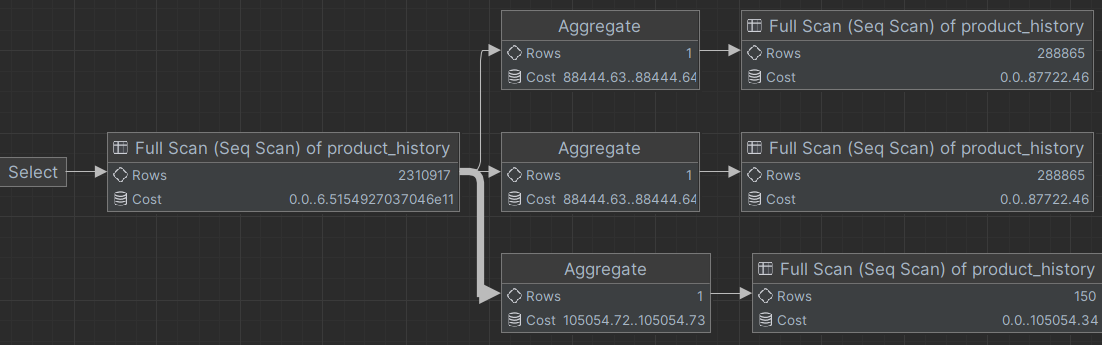 Aggregate
Rows 1
Cost 88444.63..88444.64
Full Scan (Seq Scan) of product_history
Rows 288865
Cost 0.0..87722.46
Select
Full Scan (Seq Scan) of product_history
Rows 2310917
Cost 0.0..6.5154927037046e11
Aggregate
Rows 1
Cost 88444.63..88444.64
Full Scan (Seq Scan) of product_history
Rows 288865
Cost 0.0..87722.46
Aggregate
Rows 1
Cost 105054.72..105054.73
Full Scan (Seq Scan) of product_history
Rows 150
Cost 0.0..105054.34